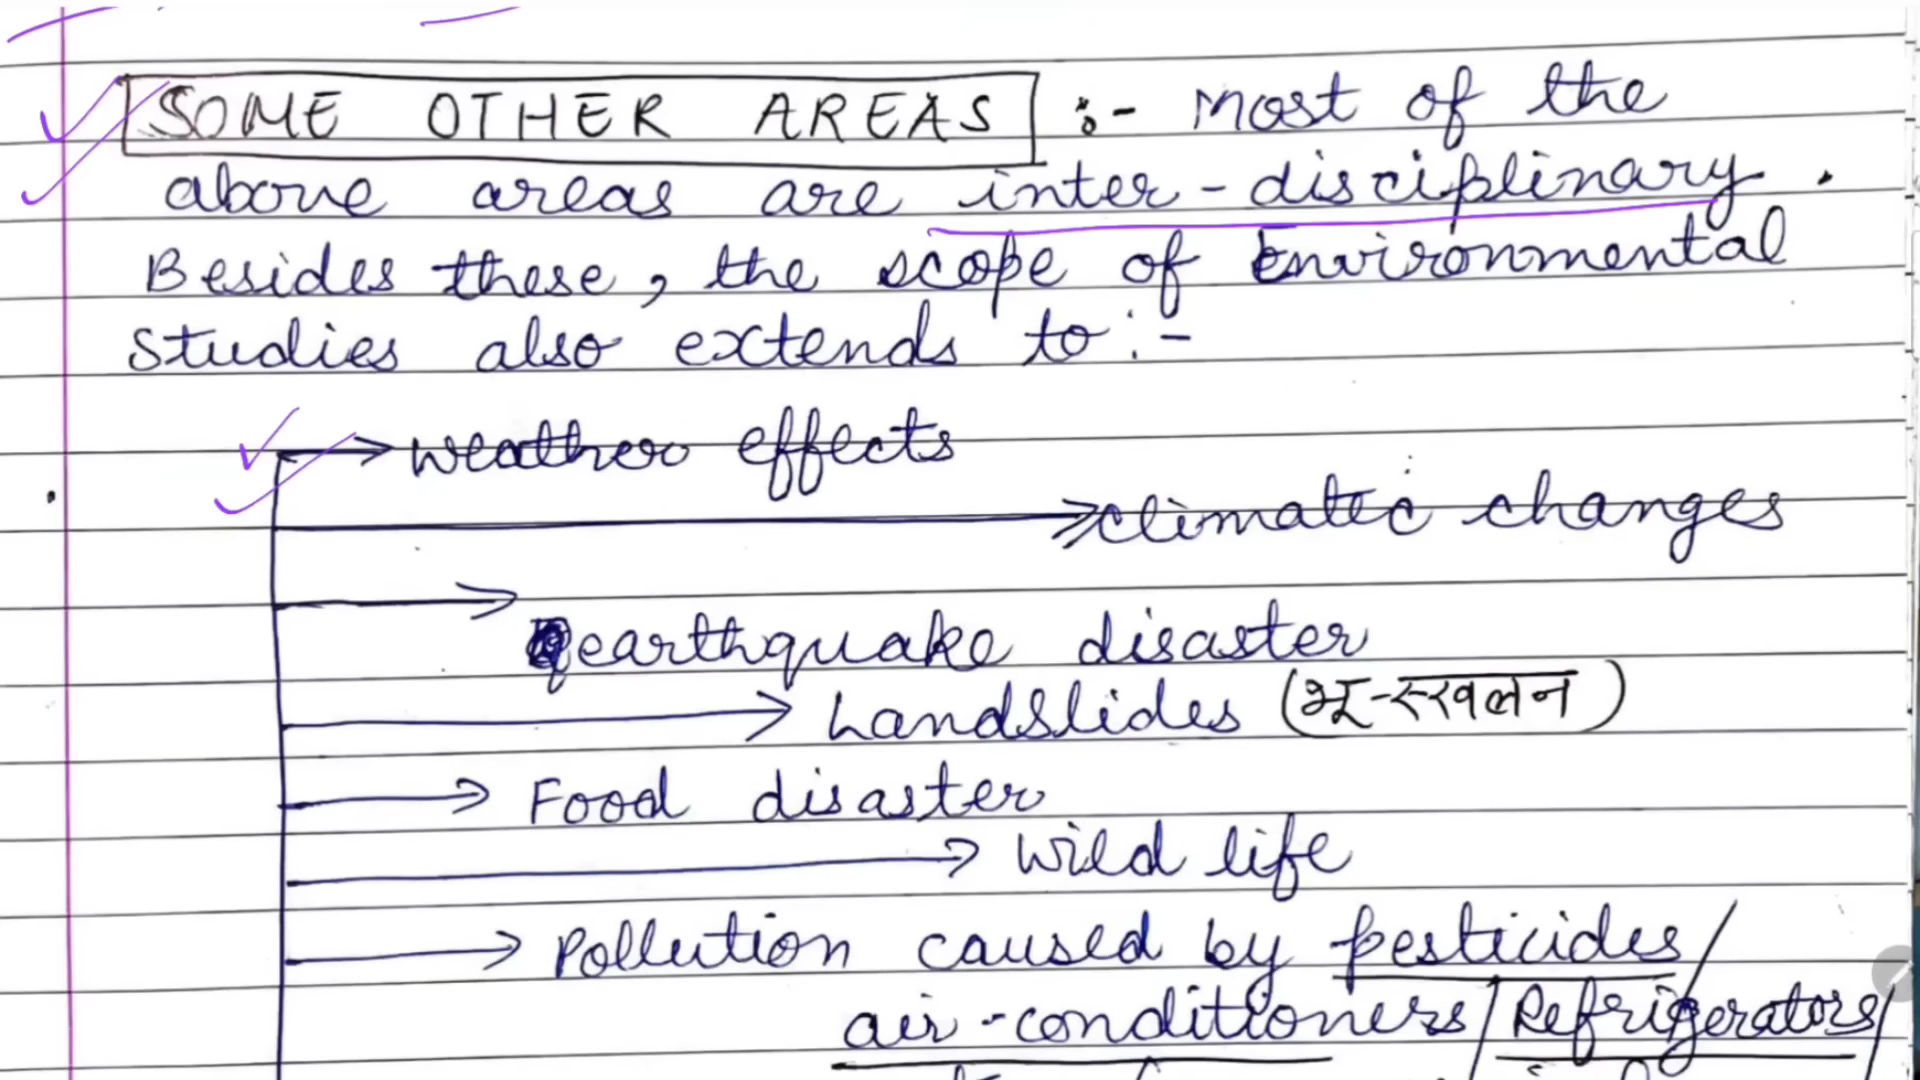 SOME OTHER AREAS :- Most of the
above areas are inter-disciplinary.
Besides these, the scope of Environmental
studies also extends to:-
→ Weather effects
→ climatic changes
→ earthquake disaster
→ Landslides (भू-स्खलन)
→ Food disaster
→ Wild life
→ Pollution caused by pesticides/
air-conditioners/Refrigerators/